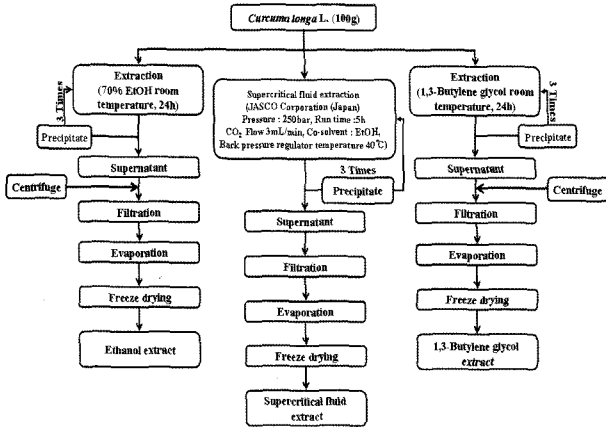 Curcuma longa L. (100g)
Extraction
(70% EtOH room
temperature, 24h)
3 Times
Precipitate
Supernatant
Centrifuge
Filtration
Evaporation
Freeze drying
Ethanol extract
Supercritical fluid extraction
(JASCO Corporation (Japan)
Pressure : 250bar, Run time :5h
CO₂ Flow 3mL/min, Co-solvent : EtOH,
Back pressure regulator temperature 40℃)
3 Times
Precipitate
Supernatant
Filtration
Evaporation
Freeze drying
Supercritical fluid
extract
Extraction
(1,3-Butylene glycol room
temperature, 24h)
3 Times
Precipitate
Supernatant
Centrifuge
Filtration
Evaporation
Freeze drying
1,3-Butylene glycol
extract